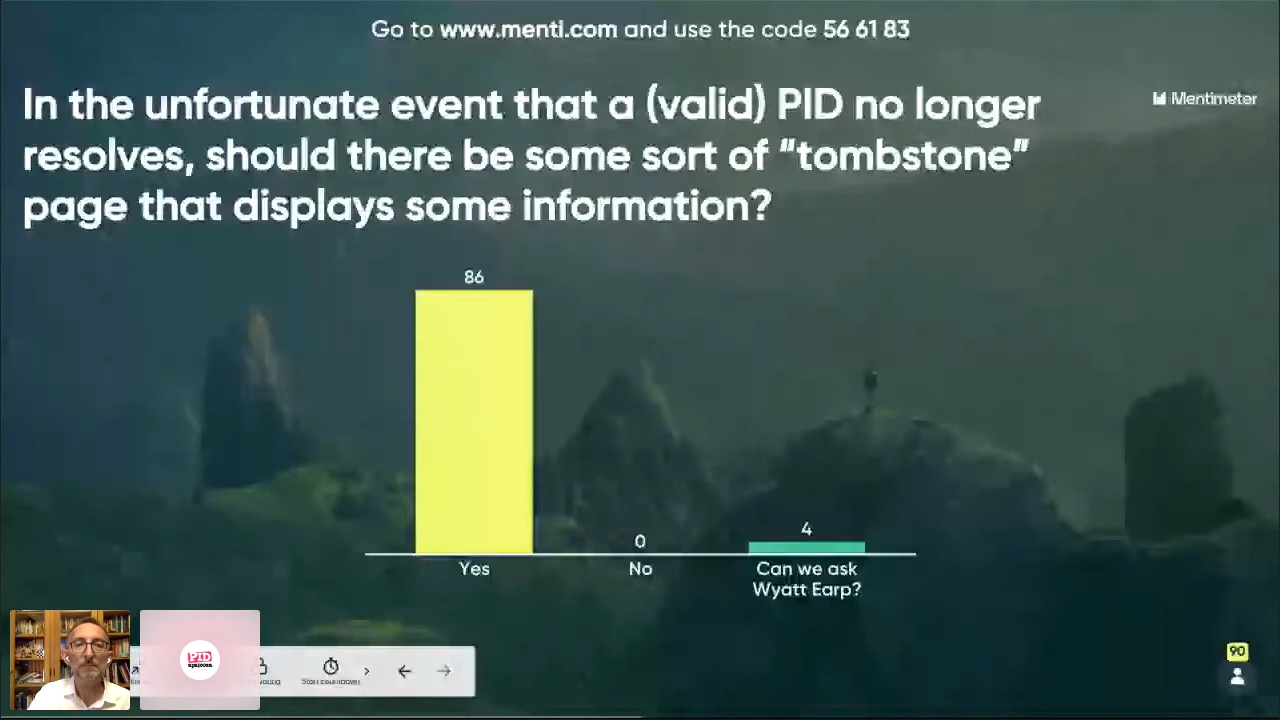 Go to www.menti.com and use the code 56 61 83
In the unfortunate event that a (valid) PID no longer
resolves, should there be some sort of “tombstone”
page that displays some information?
Mentimeter
86
0
4
Yes
No
Can we ask
Wyatt Earp?
PID
Start countdown
90